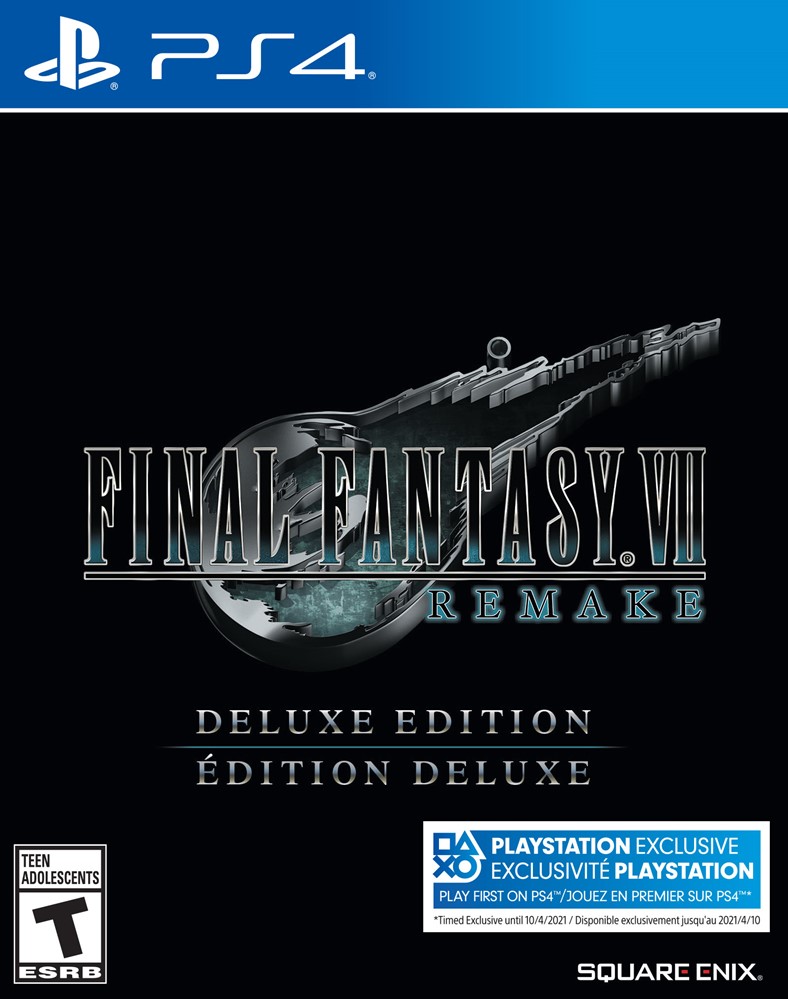 PS4®
FINAL FANTASY® VII
REMAKE
DELUXE EDITION
ÉDITION DELUXE
TEEN
ADOLESCENTS
T
ESRB
PLAYSTATION EXCLUSIVE
EXCLUSIVITÉ PLAYSTATION
PLAY FIRST ON PS4™/JOUEZ EN PREMIER SUR PS4™*
*Timed Exclusive until 10/4/2021 / Disponible exclusivement jusqu'au 2021/4/10
SQUARE ENIX®